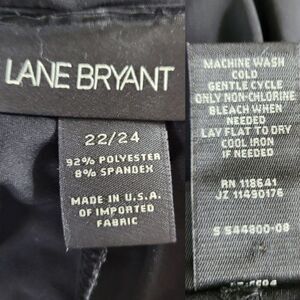 LANE BRYANT
22/24
92% POLYESTER
8% SPANDEX
MADE IN U.S.A.
OF IMPORTED
FABRIC
MACHINE WASH
COLD
GENTLE CYCLE
ONLY NON-CHLORINE
BLEACH WHEN
NEEDED
LAY FLAT TO DRY
COOL IRON
IF NEEDED
RN 118641
JZ 11490176
S 544800-08